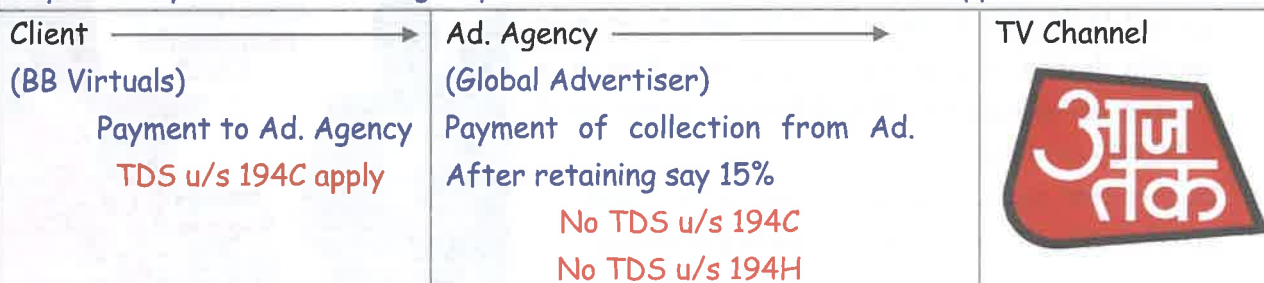 Client
(BB Virtuals)
Payment to Ad. Agency
TDS u/s 194C apply
Ad. Agency
(Global Advertiser)
Payment of collection from Ad.
After retaining say 15%
No TDS u/s 194C
No TDS u/s 194H
TV Channel
आज
तक